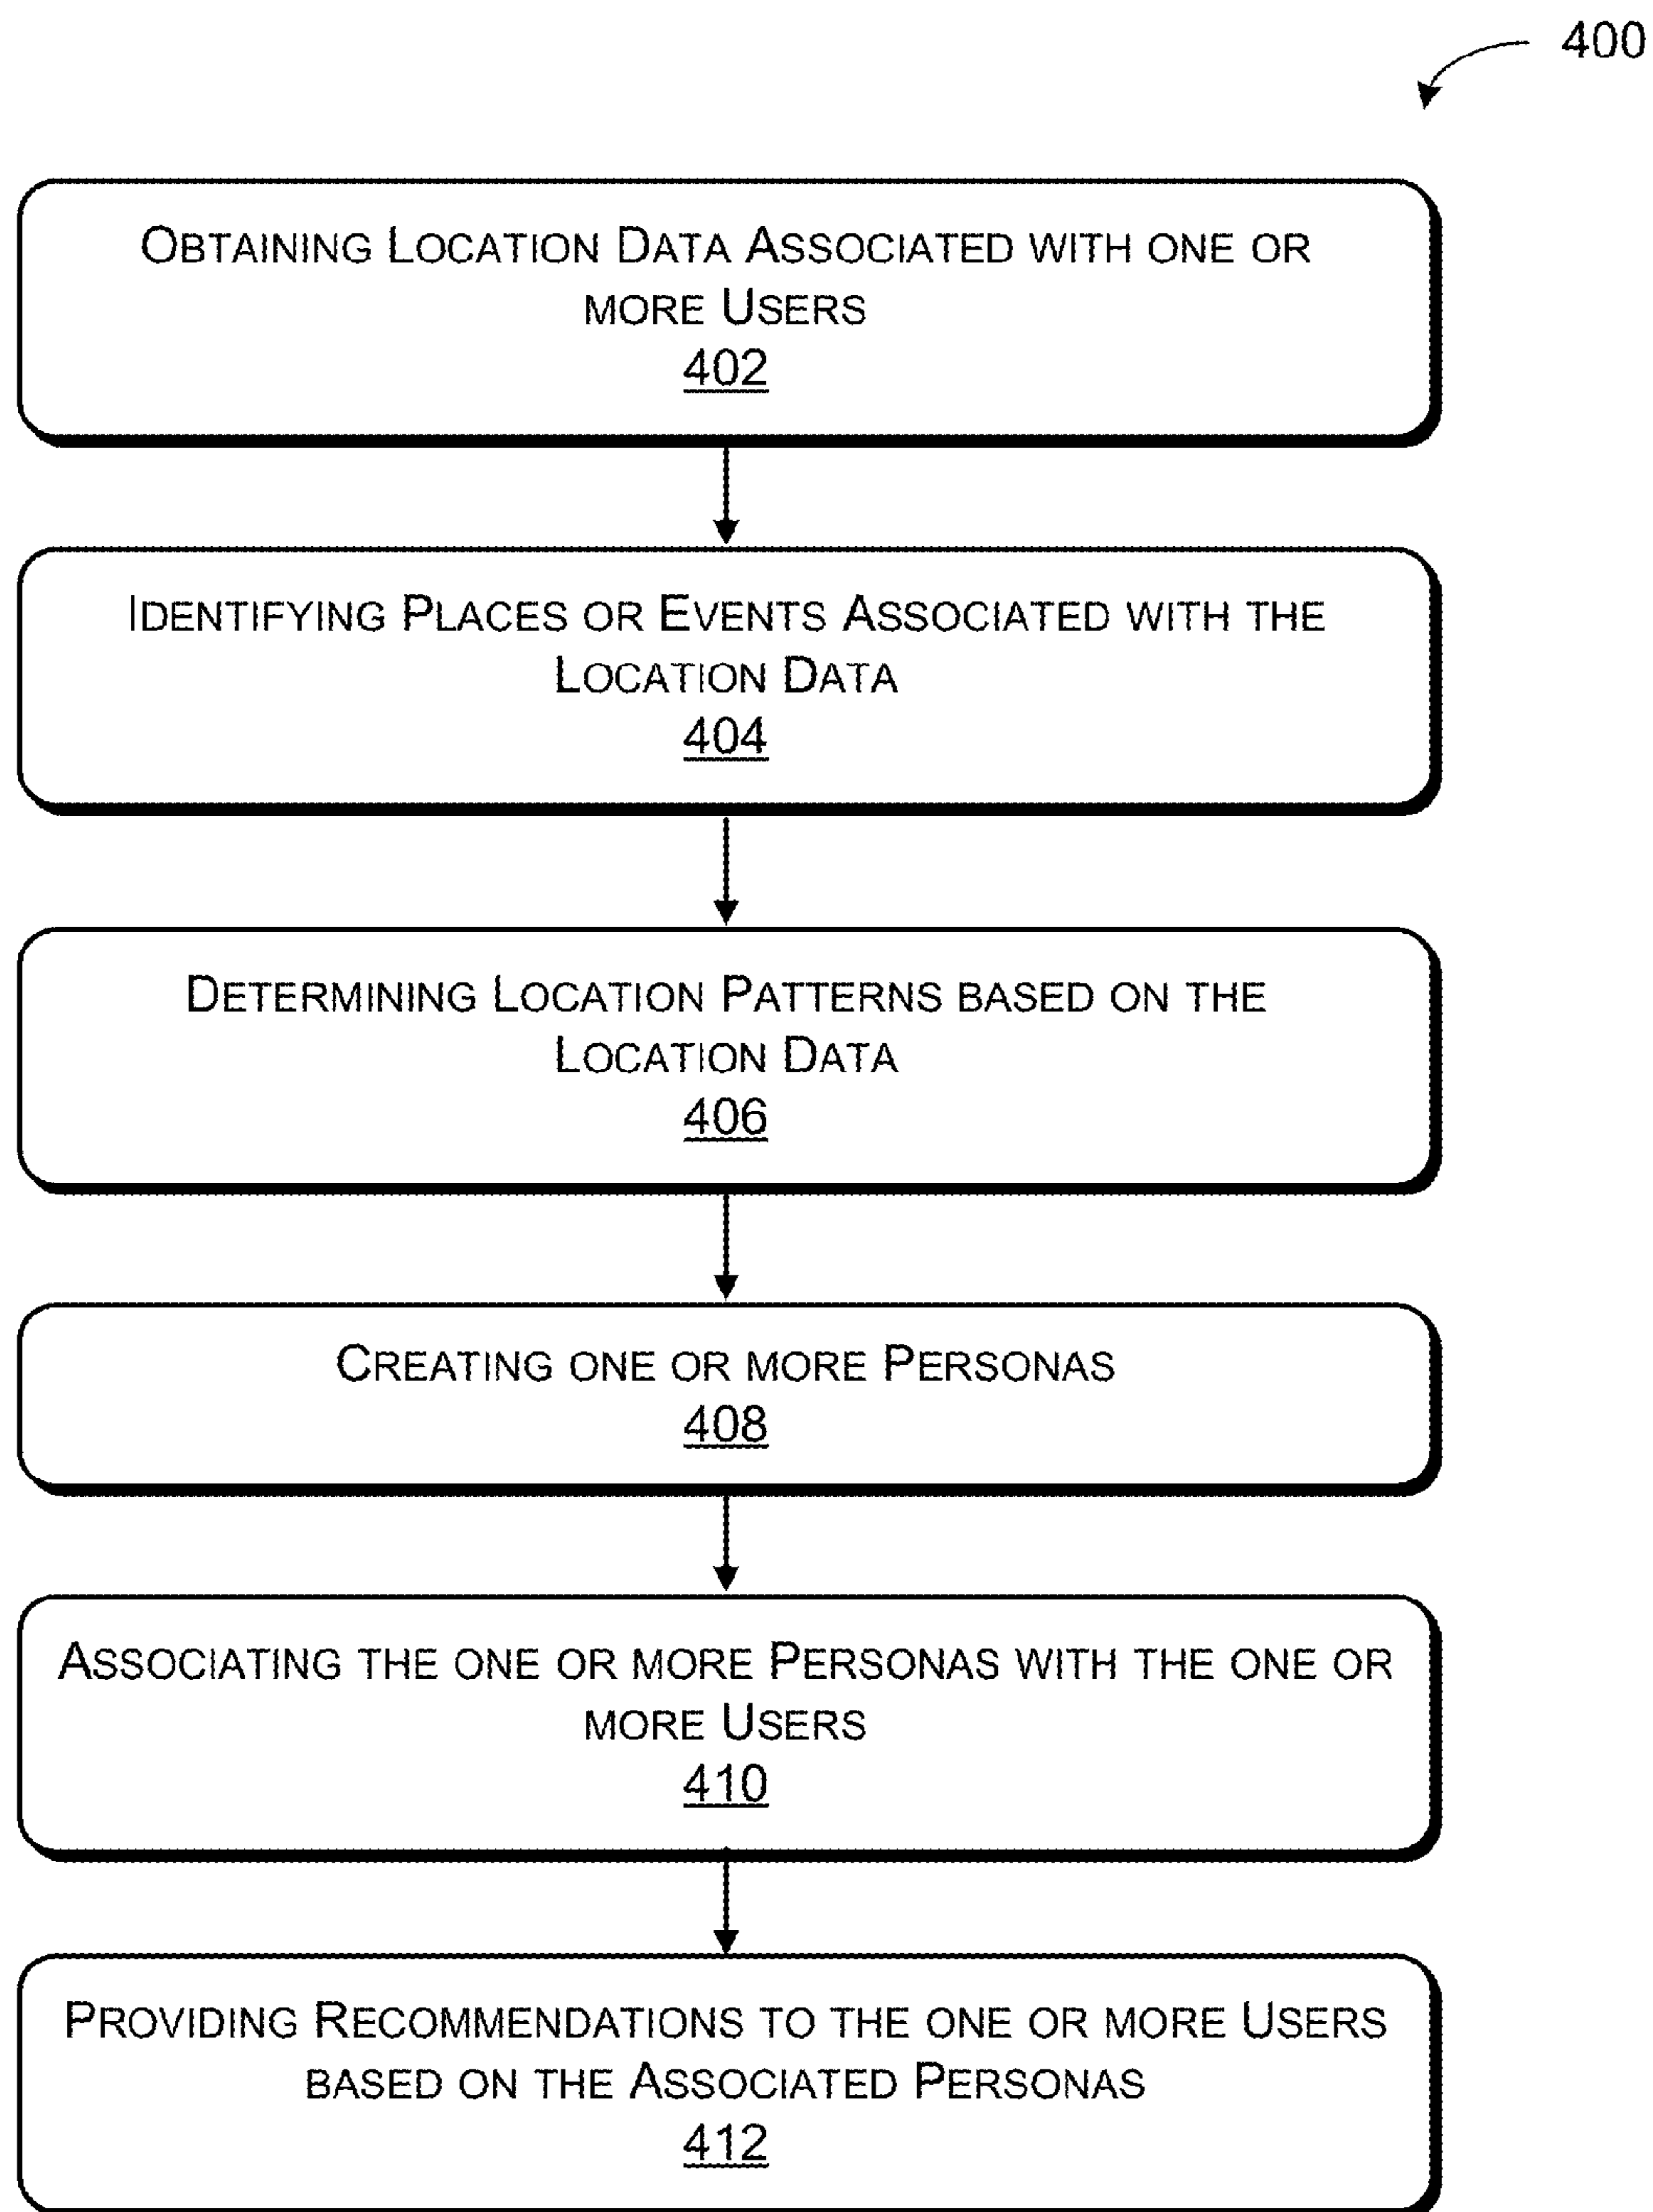 400
OBTAINING LOCATION DATA ASSOCIATED WITH ONE OR
MORE USERS
402
IDENTIFYING PLACES OR EVENTS ASSOCIATED WITH THE
LOCATION DATA
404
DETERMINING LOCATION PATTERNS BASED ON THE
LOCATION DATA
406
CREATING ONE OR MORE PERSONAS
408
ASSOCIATING THE ONE OR MORE PERSONAS WITH THE ONE OR
MORE USERS
410
PROVIDING RECOMMENDATIONS TO THE ONE OR MORE USERS
BASED ON THE ASSOCIATED PERSONAS
412